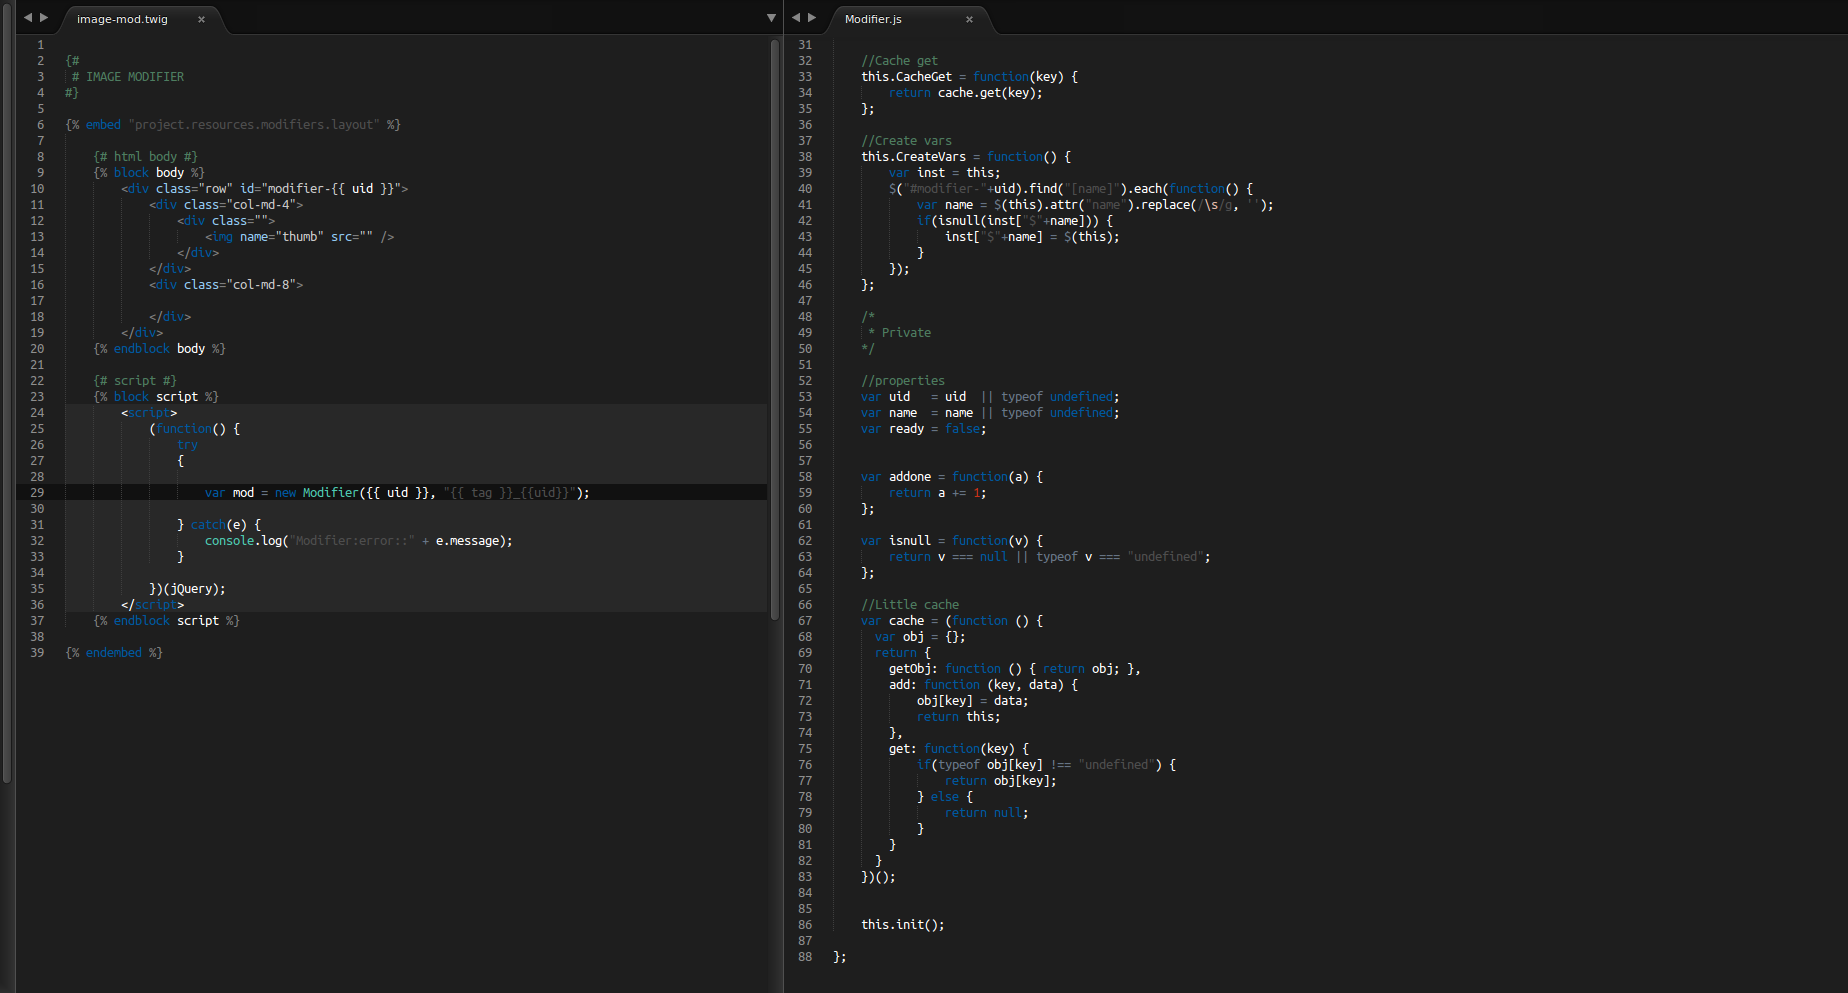 image-mod.twig ×
1
2 {#
3 # IMAGE MODIFIER
4 #}
5
6 {% embed "project.resources.modifiers.layout" %}
7
8 {# html body #}
9 {% block body %}
10 <div class="row" id="modifier-{{ uid }}">
11 <div class="col-md-4">
12 <div class="">
13 <img name="thumb" src="" />
14 </div>
15 </div>
16 <div class="col-md-8">
17
18 </div>
19 </div>
20 {% endblock body %}
21
22 {# script #}
23 {% block script %}
24 <script>
25 (function() {
26 try
27 {
28
29 var mod = new Modifier({{ uid }}, "{{ tag }}_{{uid}}");
30
31 } catch(e) {
32 console.log("Modifier:error::" + e.message);
33 }
34
35 })(jQuery);
36 </script>
37 {% endblock script %}
38
39 {% endembed %}
Modifier.js ×
31
32 //Cache get
33 this.CacheGet = function(key) {
34 return cache.get(key);
35 };
36
37 //Create vars
38 this.CreateVars = function() {
39 var inst = this;
40 $("#modifier-"+uid).find("[name]").each(function() {
41 var name = $(this).attr("name").replace(/\s/g, '');
42 if(isnull(inst["$"+name])) {
43 inst["$"+name] = $(this);
44 }
45 });
46 };
47
48 /*
49 * Private
50 */
51
52 //properties
53 var uid = uid || typeof undefined;
54 var name = name || typeof undefined;
55 var ready = false;
56
57
58 var addone = function(a) {
59 return a += 1;
60 };
61
62 var isnull = function(v) {
63 return v === null || typeof v === "undefined";
64 };
65
66 //Little cache
67 var cache = (function () {
68 var obj = {};
69 return {
70 getObj: function () { return obj; },
71 add: function (key, data) {
72 obj[key] = data;
73 return this;
74 },
75 get: function(key) {
76 if(typeof obj[key] !== "undefined") {
77 return obj[key];
78 } else {
79 return null;
80 }
81 }
82 }
83 })();
84
85
86 this.init();
87
88 };